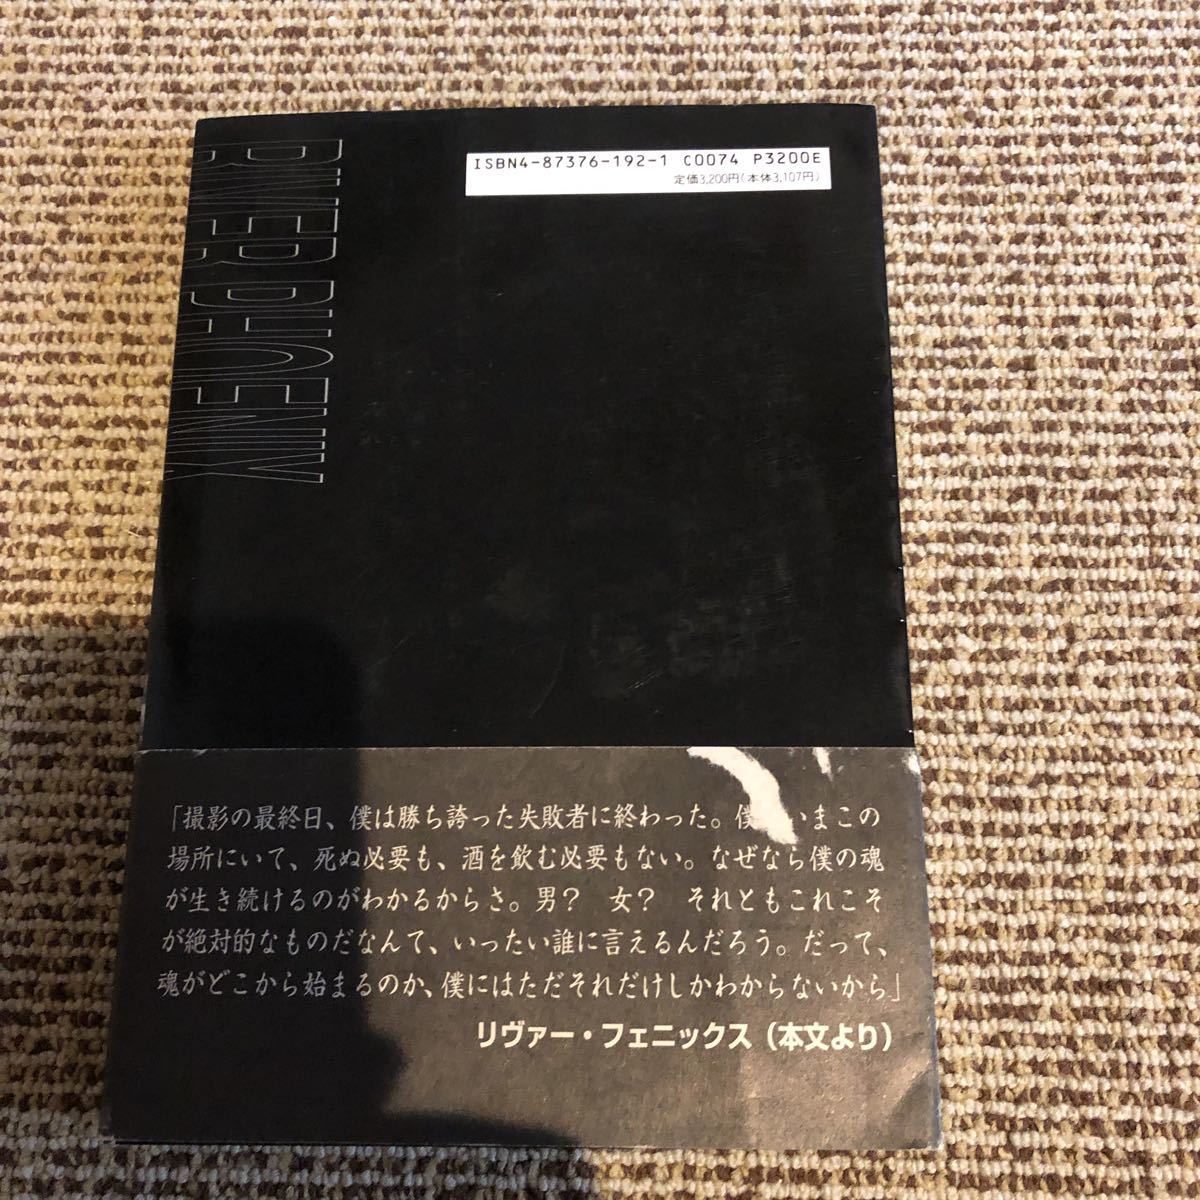 RIVER PHOENIX
ISBN4-87376-192-1 C0074 P3200E
定価3,200円(本体3,107円)
「撮影の最終日、僕は勝ち誇った失敗者に終わった。僕 いまこの
場所にいて、死ぬ必要も、酒を飲む必要もない。なぜなら僕の魂
が生き続けるのがわかるからさ。男? 女? それともこれこそ
が絶対的なものだなんて、いったい誰に言えるんだろう。だって、
魂がどこから始まるのか、僕にはただそれだけしかわからないから」
リヴァー・フェニックス(本文より)